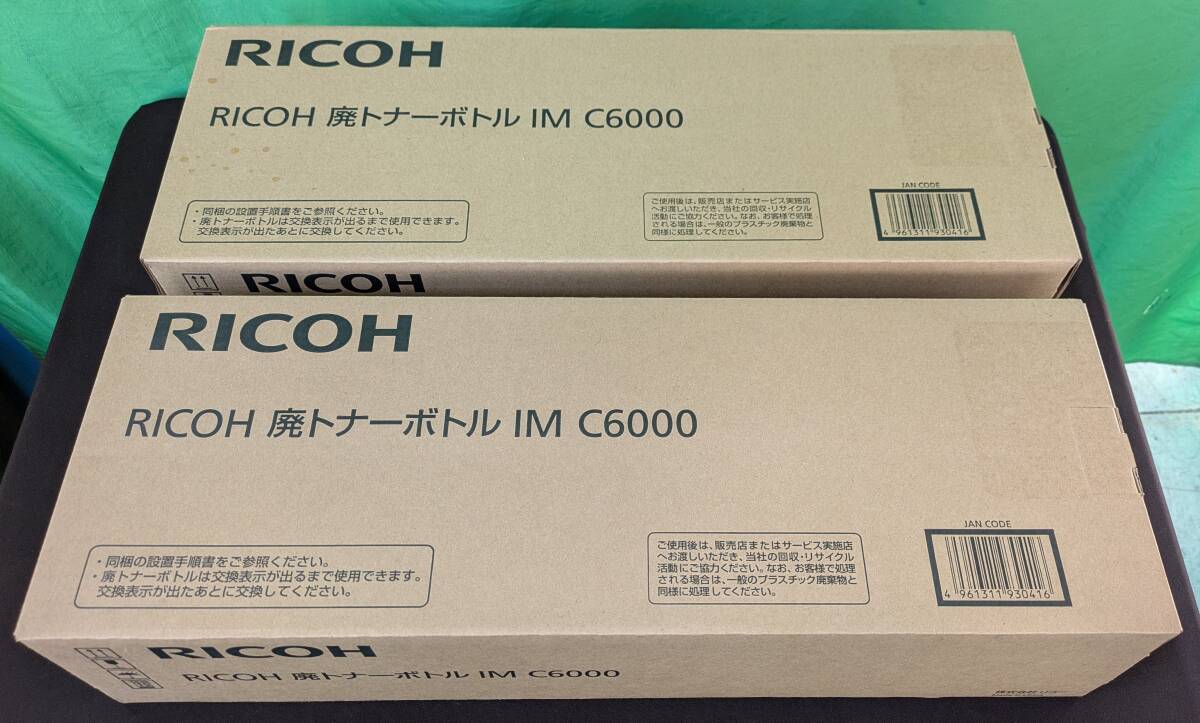 RICOH
RICOH 廃トナーボトル IM C6000
・同梱の設置手順書をご参照ください。
・廃トナーボトルは交換表示が出るまで使用できます。
交換表示が出たあとに交換してください。
ご使用後は、販売店またはサービス実施店
へお渡しいただき、当社の回収・リサイクル
活動にご協力ください。なお、お客様で処理
される場合は、一般のプラスチック廃棄物と
同様に処理してください。
JAN CODE
4 961311 930416
RICOH
RICOH
RICOH 廃トナーボトル IM C6000
・同梱の設置手順書をご参照ください。
・廃トナーボトルは交換表示が出るまで使用できます。
交換表示が出たあとに交換してください。
ご使用後は、販売店またはサービス実施店
へお渡しいただき、当社の回収・リサイクル
活動にご協力ください。なお、お客様で処理
される場合は、一般のプラスチック廃棄物と
同様に処理してください。
JAN CODE
4 961311 930416
RICOH
RICOH 廃トナーボトル IM C6000
株式会社リコー